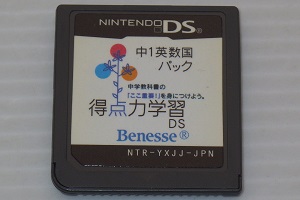 NINTENDO DS
中1英数国
パック
中学教科書の
「ここ重要!」を身につけよう。
得点力学習
DS
Benesse®
NTR-YXJJ-JPN